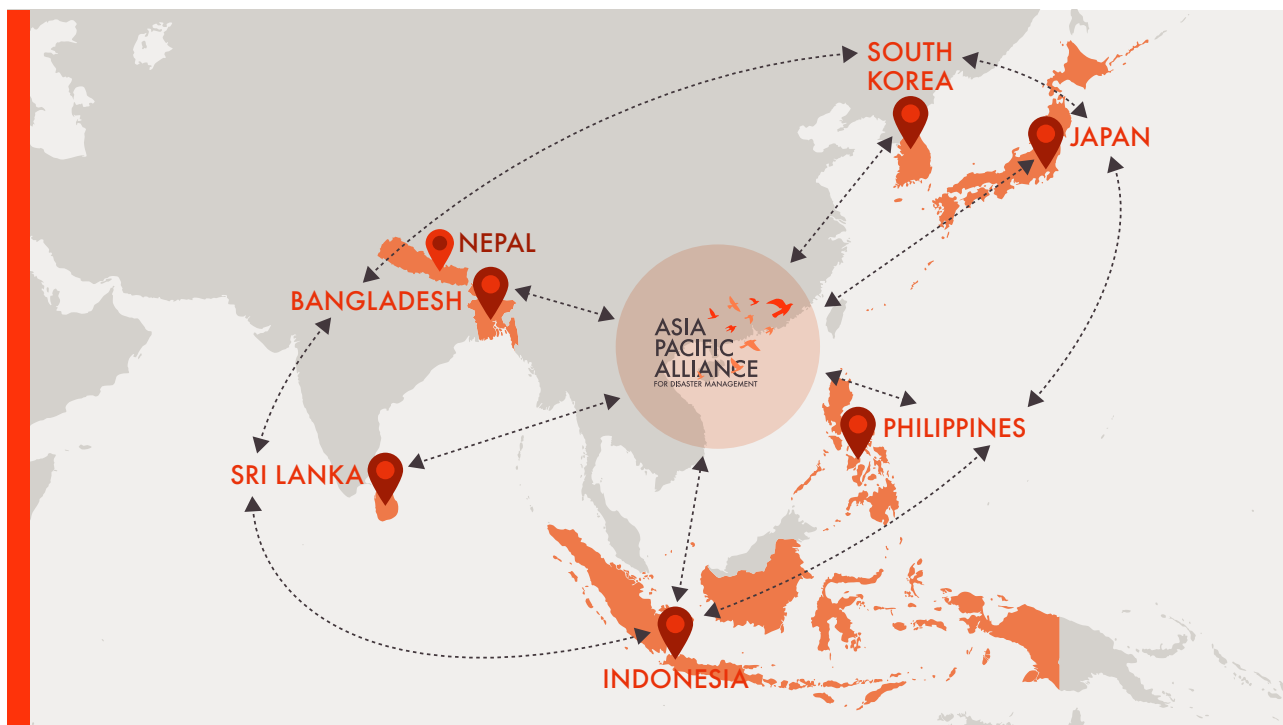 SOUTH
KOREA
JAPAN
NEPAL
BANGLADESH
ASIA
PACIFIC
ALLIANCE
FOR DISASTER MANAGEMENT
PHILIPPINES
SRI LANKA
INDONESIA